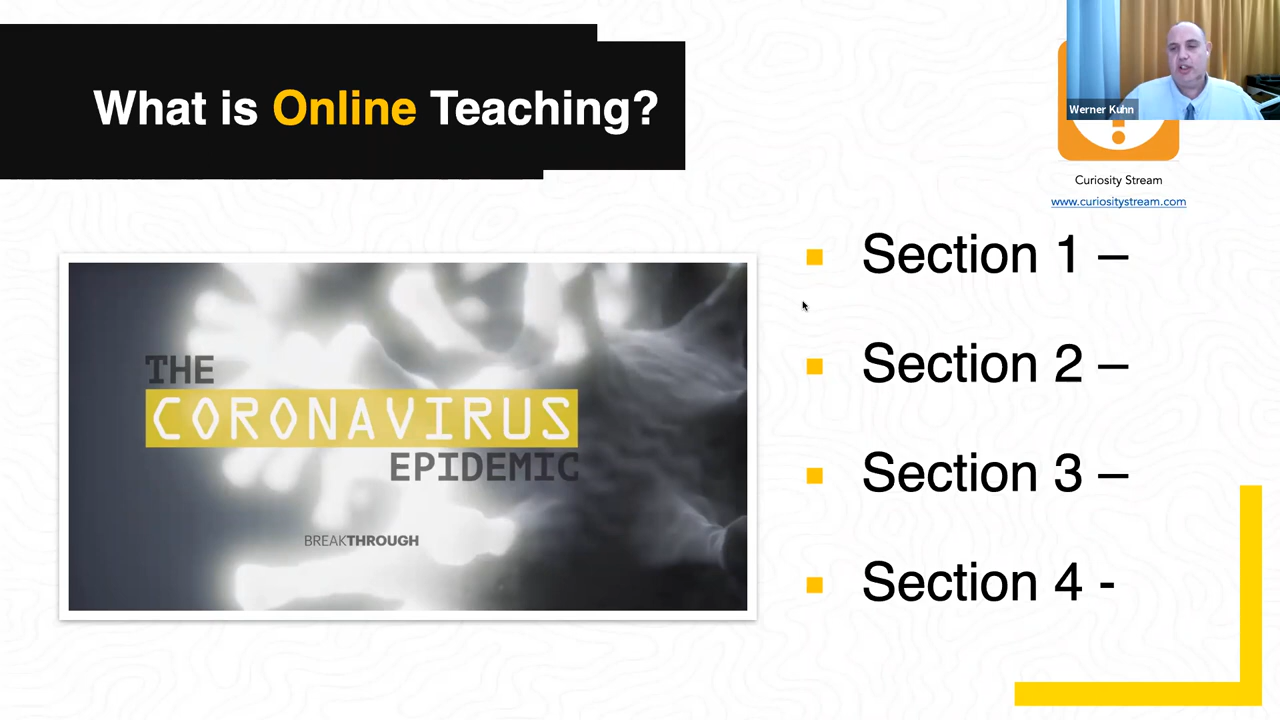 What is Online Teaching?
Werner Kuhn
Curiosity Stream
www.curiositystream.com
THE
CORONAVIRUS
EPIDEMIC
BREAKTHROUGH
Section 1 –
Section 2 –
Section 3 –
Section 4 -